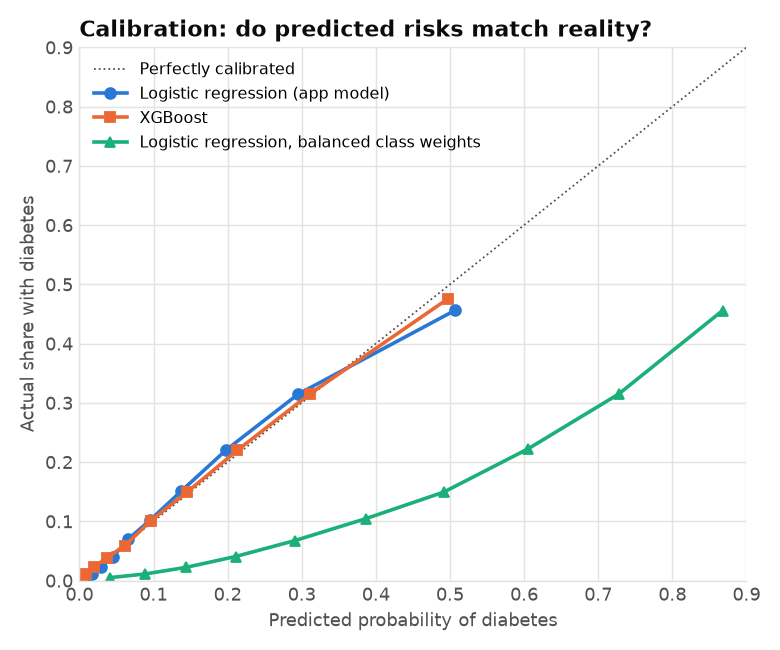 Calibration: do predicted risks match reality?
Perfectly calibrated
Logistic regression (app model)
XGBoost
Logistic regression, balanced class weights
Actual share with diabetes
0.9
0.8
0.7
0.6
0.5
0.4
0.3
0.2
0.1
0.0
0.0 0.1 0.2 0.3 0.4 0.5 0.6 0.7 0.8 0.9
Predicted probability of diabetes